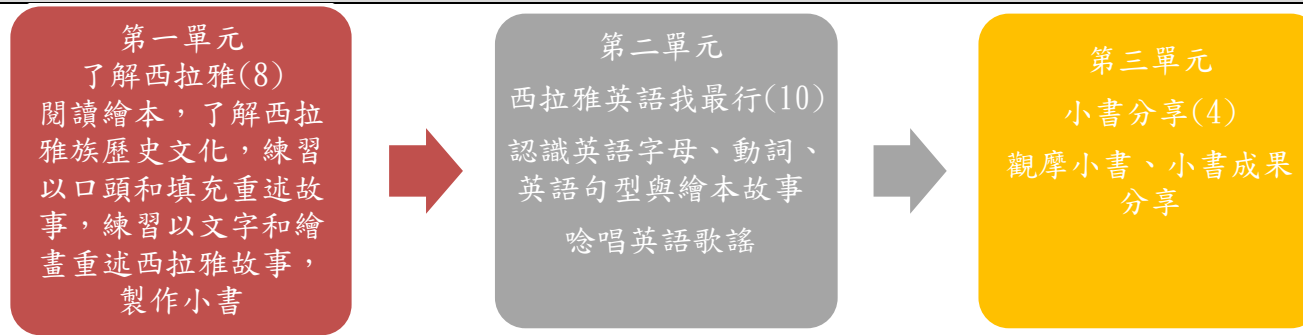 第一單元
了解西拉雅(8)
閱讀繪本，了解西拉
雅族歷史文化，練習
以口頭和填充重述故
事，練習以文字和繪
畫重述西拉雅故事，
製作小書
第二單元
西拉雅英語我最行(10)
認識英語字母、動詞、
英語句型與繪本故事
唸唱英語歌謠
第三單元
小書分享(4)
觀摩小書、小書成果
分享